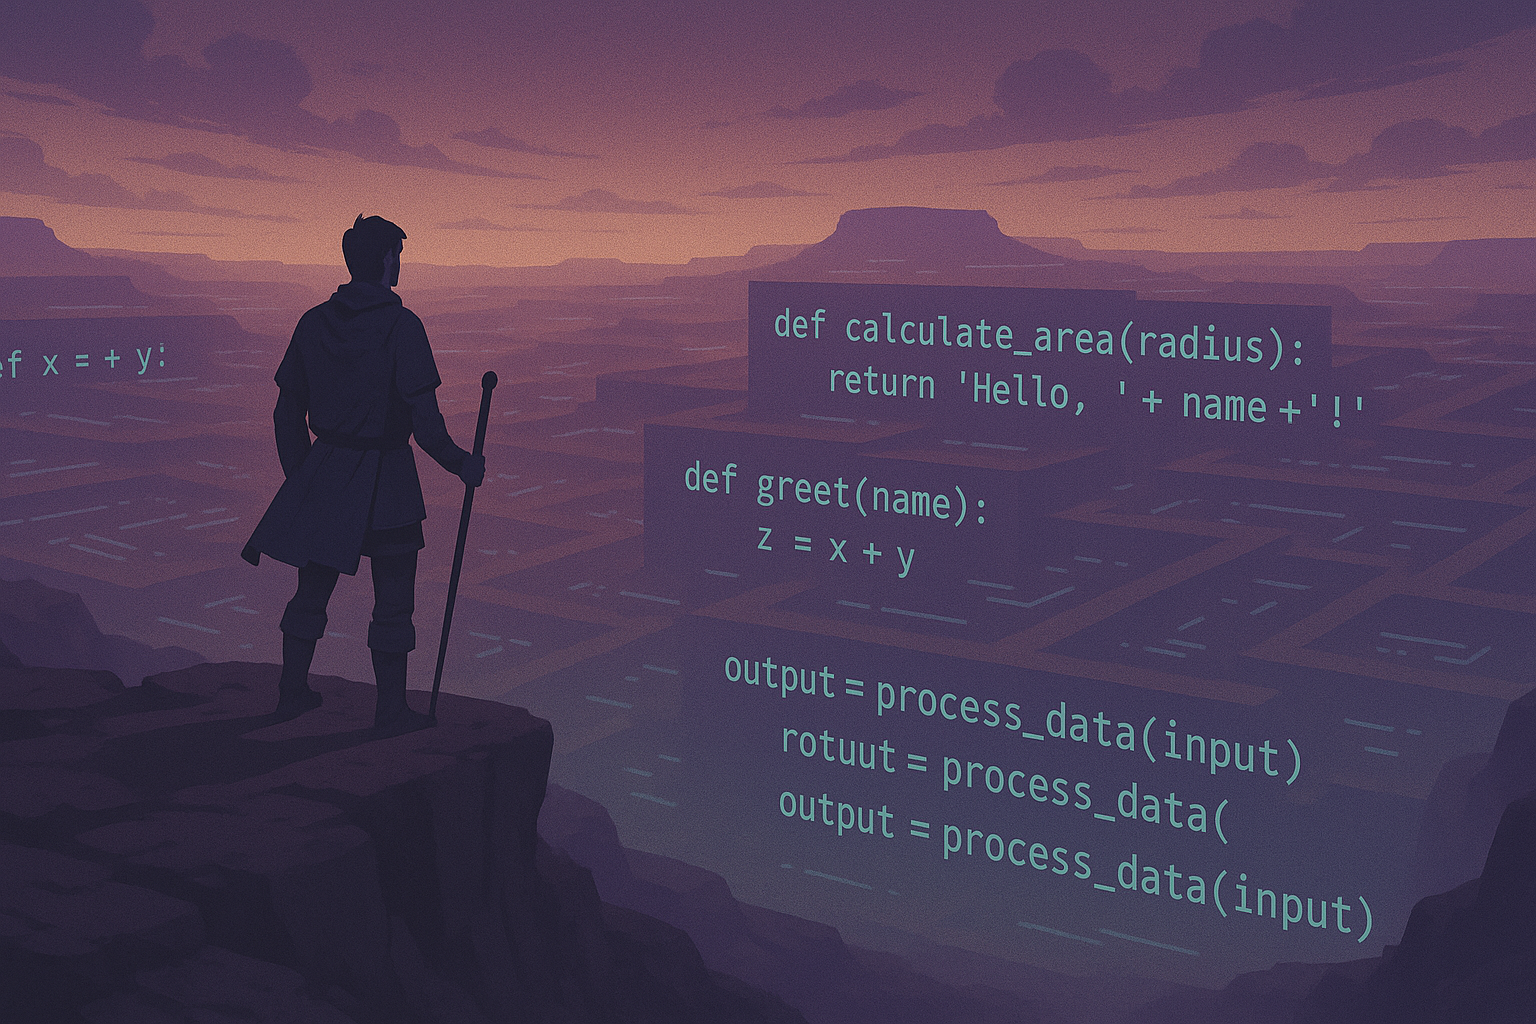 ef x = + y:
def calculate_area(radius):
return 'Hello, ' + name +'!'
def greet(name):
z = x + y
output = process_data(input)
rotuut = process_data(
output = process_data(input)